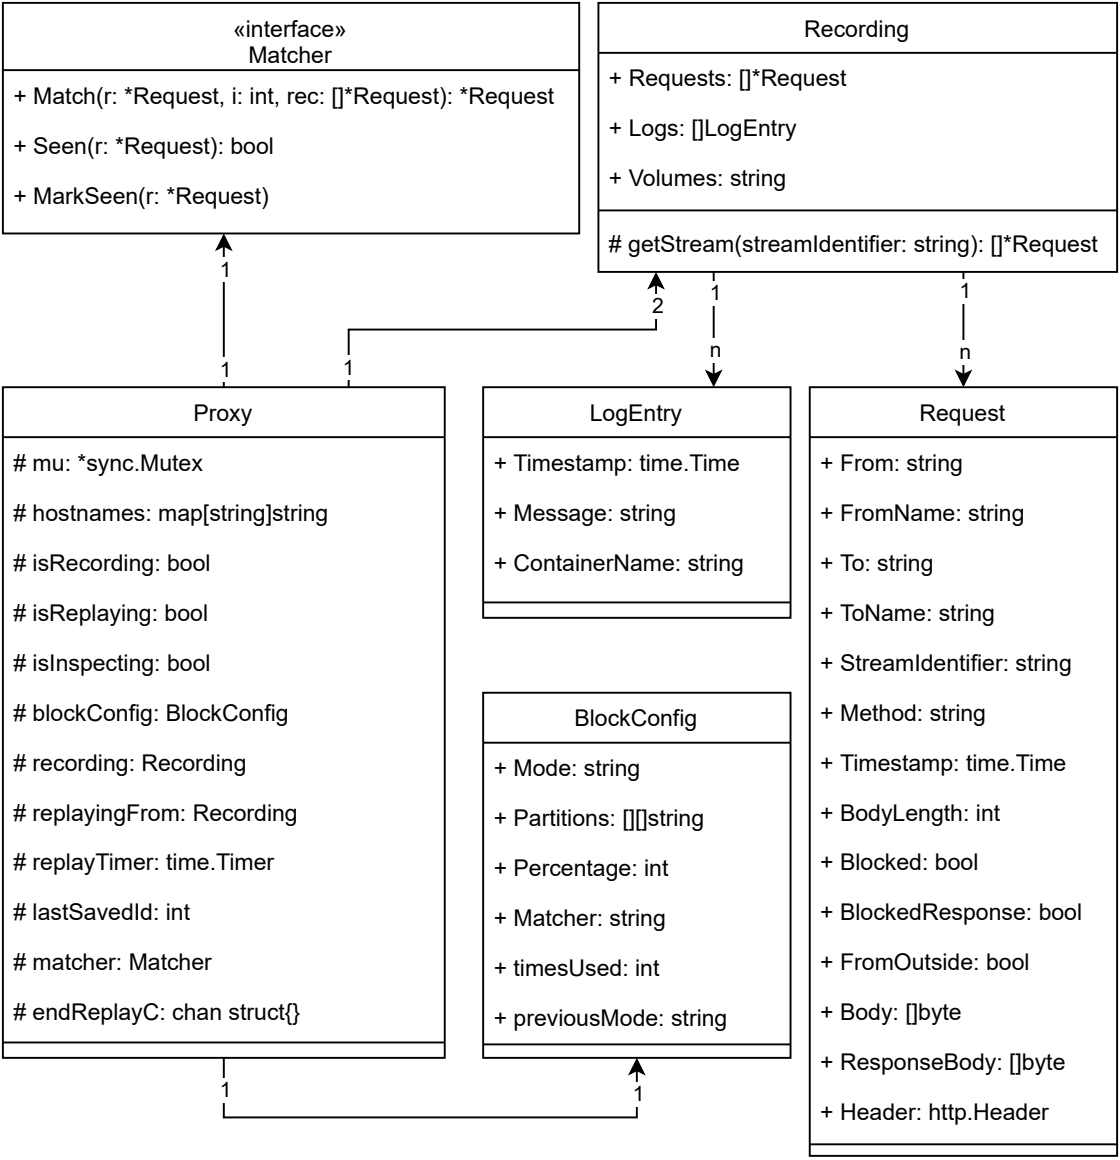 «interface»
Matcher
+ Match(r: *Request, i: int, rec: []*Request): *Request
+ Seen(r: *Request): bool
+ MarkSeen(r: *Request)
Recording
+ Requests: []*Request
+ Logs: []LogEntry
+ Volumes: string
# getStream(streamIdentifier: string): []*Request
1
1
1
2
1
n
1
n
Proxy
# mu: *sync.Mutex
# hostnames: map[string]string
# isRecording: bool
# isReplaying: bool
# isInspecting: bool
# blockConfig: BlockConfig
# recording: Recording
# replayingFrom: Recording
# replayTimer: time.Timer
# lastSavedId: int
# matcher: Matcher
# endReplayC: chan struct{}
LogEntry
+ Timestamp: time.Time
+ Message: string
+ ContainerName: string
BlockConfig
+ Mode: string
+ Partitions: [][]string
+ Percentage: int
+ Matcher: string
+ timesUsed: int
+ previousMode: string
Request
+ From: string
+ FromName: string
+ To: string
+ ToName: string
+ StreamIdentifier: string
+ Method: string
+ Timestamp: time.Time
+ BodyLength: int
+ Blocked: bool
+ BlockedResponse: bool
+ FromOutside: bool
+ Body: []byte
+ ResponseBody: []byte
+ Header: http.Header
1
1